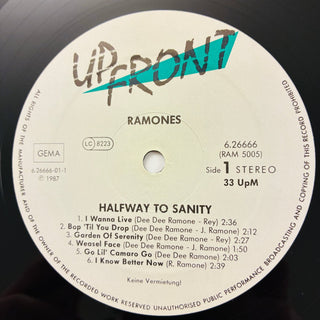 UPFRONT
RAMONES
LC 8223
6.26666
(RAM 5005)
GEMA
Side 1 STEREO
33 UpM
6.26666-01-1
℗ 1987
HALFWAY TO SANITY
1. I Wanna Live (Dee Dee Ramone - Rey) 2:36
2. Bop 'Til You Drop (Dee Dee Ramone - J. Ramone) 2:12
3. Garden Of Serenity (Dee Dee Ramone - Rey) 2:27
4. Weasel Face (Dee Dee Ramone - J. Ramone) 1:50
5. Go Lil' Camaro Go (Dee Dee Ramone) 2:00
6. I Know Better Now (R. Ramone) 2:39
Keine Vermietung!
ALL RIGHTS OF THE MANUFACTURER AND OF THE OWNER OF THE RECORDED WORK RESERVED UNAUTHORISED PUBLIC PERFORMANCE BROADCASTING AND COPYING OF THIS RECORD PROHIBITED